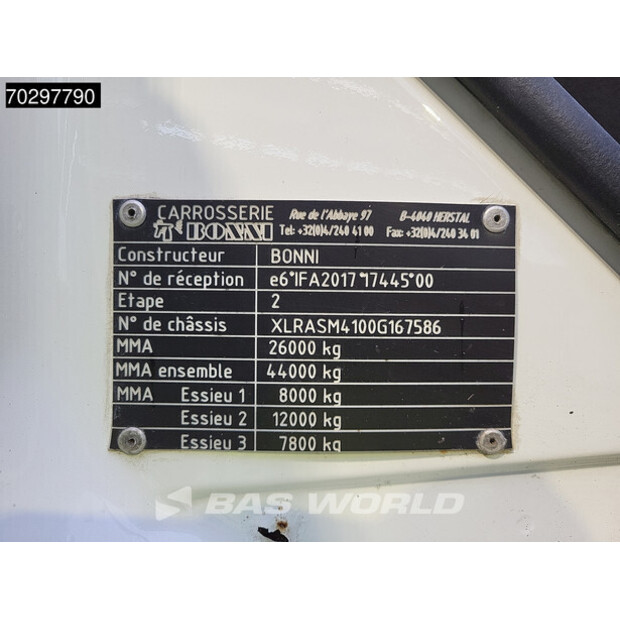 70297790
CARROSSERIE Rue de l'Abbaye 97 B-4040 HERSTAL
BONNI Tel: +32(0)4/240 41 00 Fax: +32(0)4/240 34 01
Constructeur BONNI
N° de réception e6*IFA2017*17445*00
Etape 2
N° de châssis XLRASM4100G167586
MMA 26000 kg
MMA ensemble 44000 kg
MMA Essieu 1 8000 kg
Essieu 2 12000 kg
Essieu 3 7800 kg
BAS WORLD